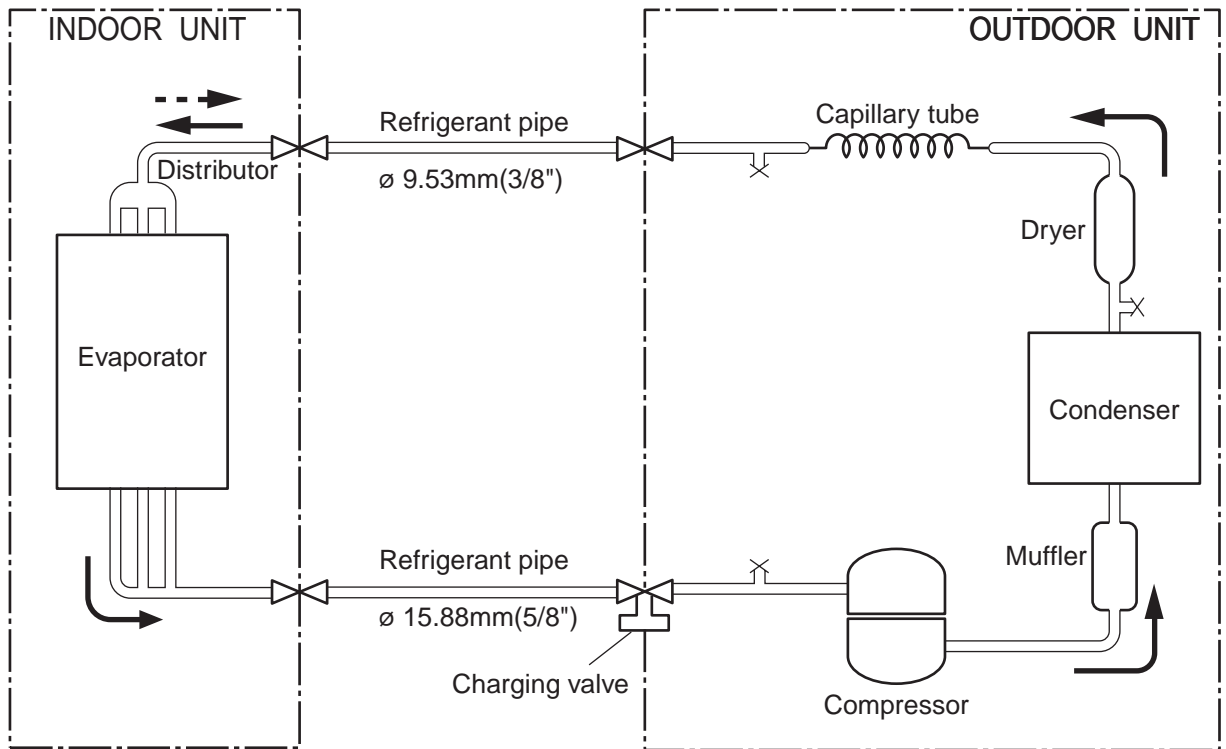 INDOOR UNIT
OUTDOOR UNIT
Refrigerant pipe
Capillary tube
Distributor
ø 9.53mm(3/8")
Dryer
Evaporator
Condenser
Refrigerant pipe
Muffler
ø 15.88mm(5/8")
Charging valve
Compressor